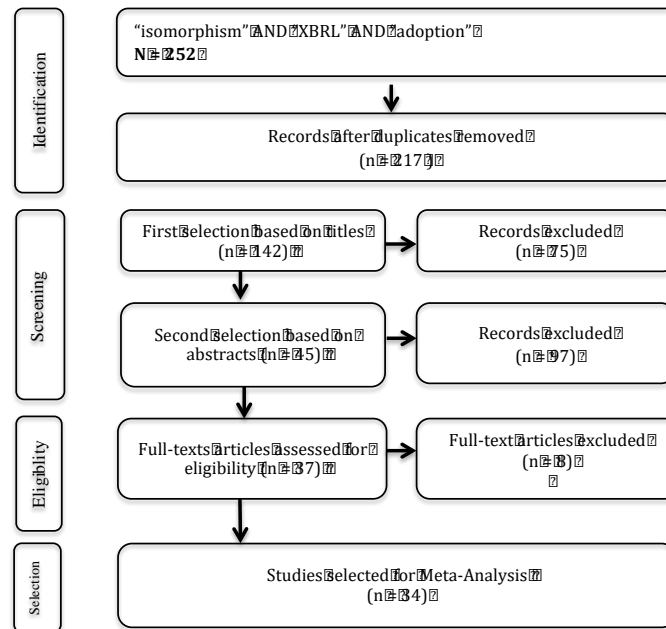 Identification
“isomorphism” AND “XBRL” AND “adoption”
N = 252
Records after duplicates removed
(n = 217)
Screening
First selection based on titles
(n = 142)
Records excluded
(n = 75)
Second selection based on
abstracts (n = 45)
Records excluded
(n = 97)
Eligiblity
Full-texts articles assessed for
eligibility (n = 37)
Full-text articles excluded
(n = 8)
Selection
Studies selected for Meta-Analysis
(n = 34)